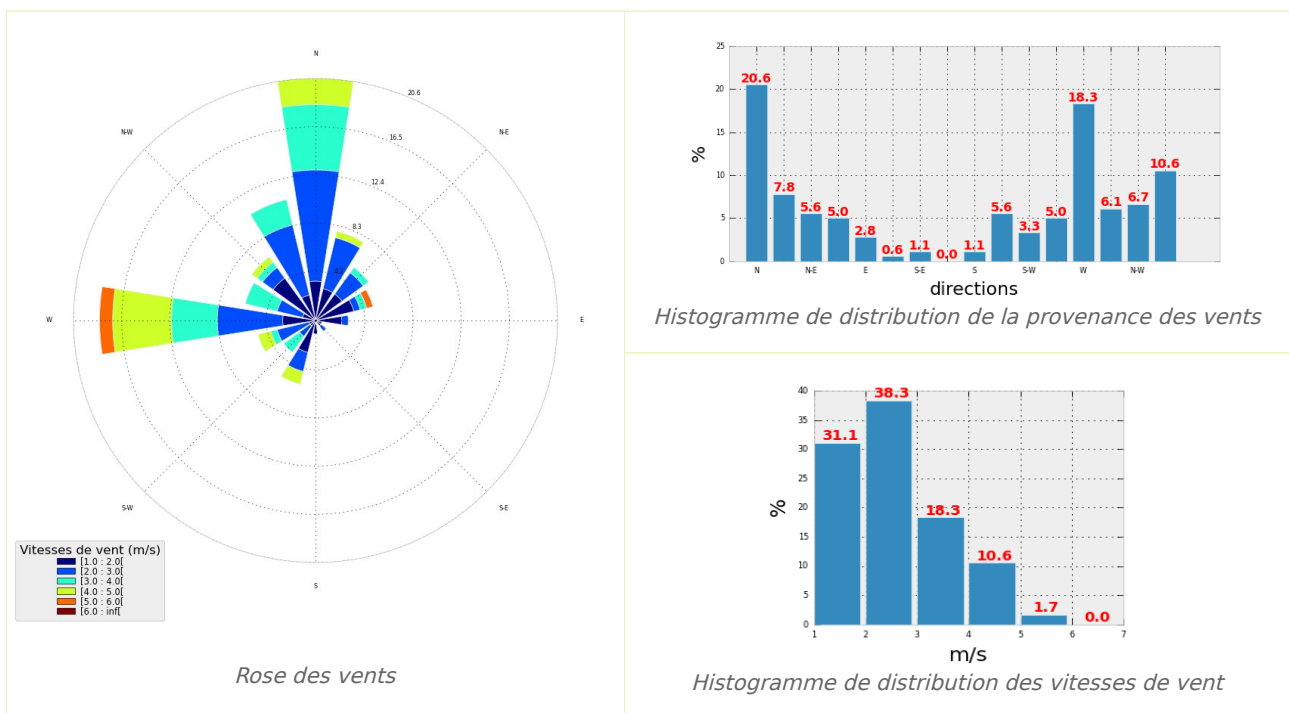 N
20.6
N-W
N-E
16.5
12.4
8.3
4.1
W
E
S-W
S-E
S
Vitesses de vent (m/s)
[1.0 : 2.0[
[2.0 : 3.0[
[3.0 : 4.0[
[4.0 : 5.0[
[5.0 : 6.0[
[6.0 : inf[
Rose des vents
25
20
15
10
5
0
%
20.6
7.8
5.6
5.0
2.8
0.6
1.1
0.0
1.1
5.6
3.3
5.0
18.3
6.1
6.7
10.6
N
N-E
E
S-E
S
S-W
W
N-W
directions
Histogramme de distribution de la provenance des vents
40
35
30
25
20
15
10
5
0
%
31.1
38.3
18.3
10.6
1.7
0.0
1
2
3
4
5
6
7
m/s
Histogramme de distribution des vitesses de vent